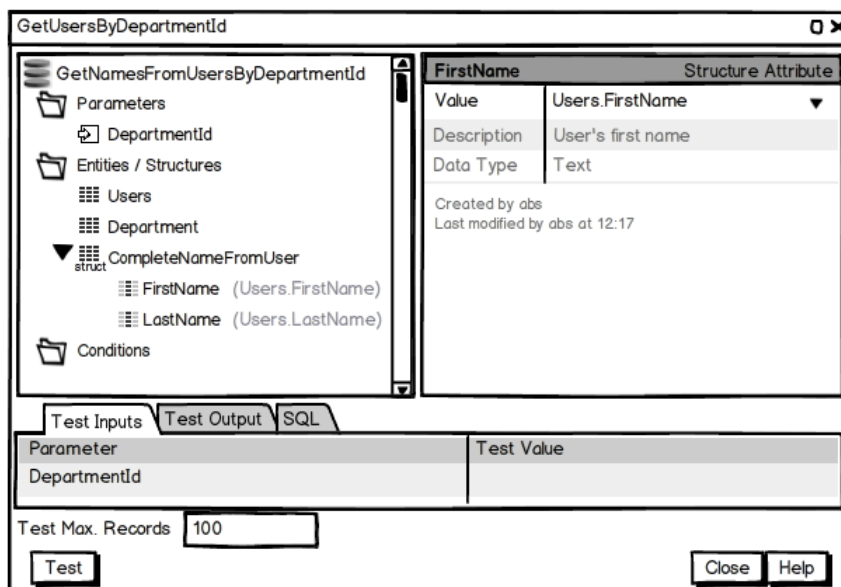 GetUsersByDepartmentId
GetNamesFromUsersByDepartmentId
Parameters
DepartmentId
Entities / Structures
Users
Department
struct CompleteNameFromUser
FirstName (Users.FirstName)
LastName (Users.LastName)
Conditions
FirstName Structure Attribute
Value Users.FirstName
Description User's first name
Data Type Text
Created by abs
Last modified by abs at 12:17
Test Inputs Test Output SQL
Parameter Test Value
DepartmentId
Test Max. Records 100
Test Close Help